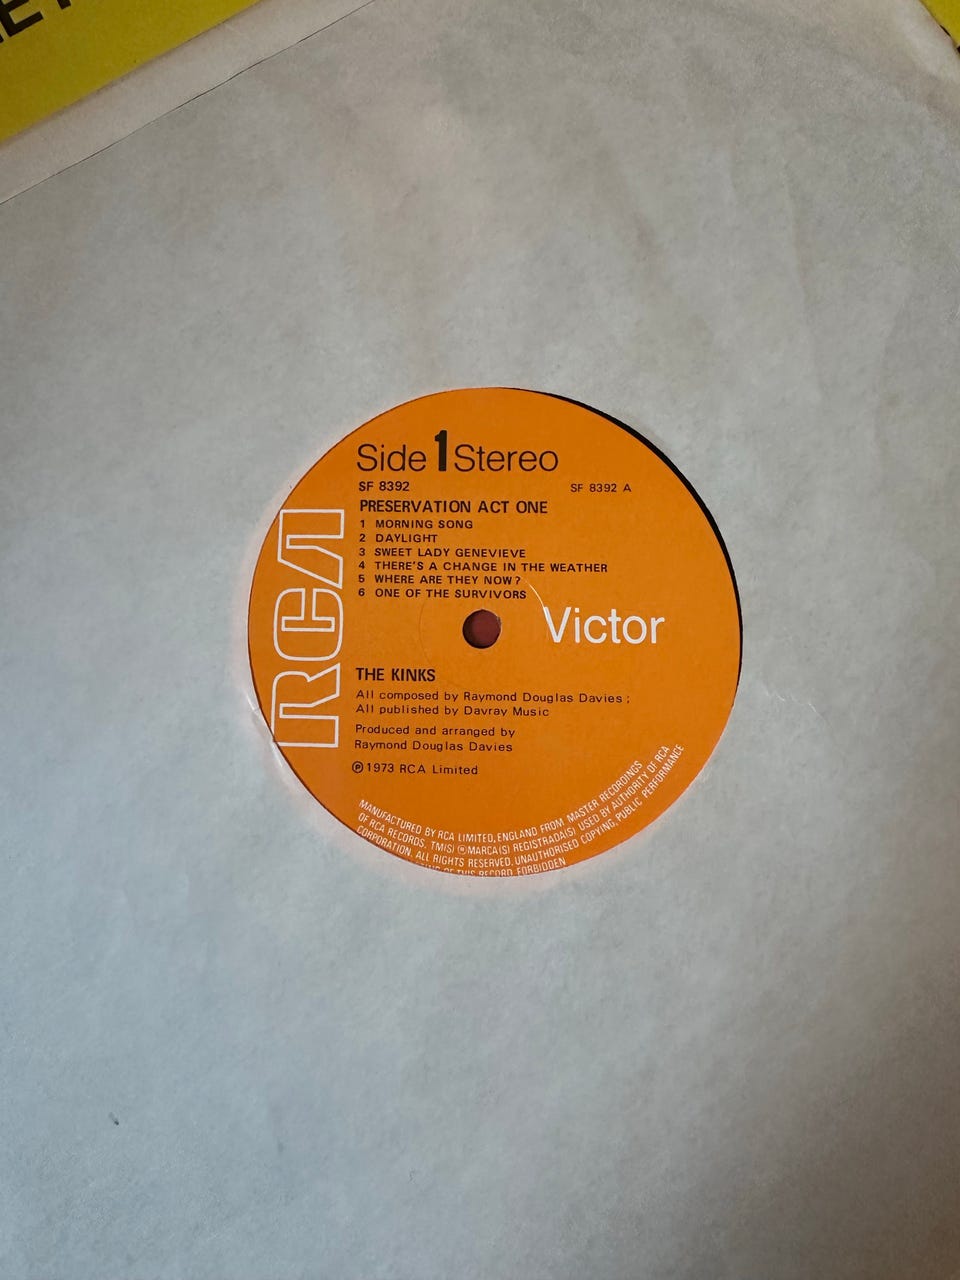 Side 1 Stereo
SF 8392 SF 8392 A
PRESERVATION ACT ONE
1 MORNING SONG
2 DAYLIGHT
3 SWEET LADY GENEVIEVE
4 THERE'S A CHANGE IN THE WEATHER
5 WHERE ARE THEY NOW?
6 ONE OF THE SURVIVORS
RCA
Victor
THE KINKS
All composed by Raymond Douglas Davies ;
All published by Davray Music
Produced and arranged by
Raymond Douglas Davies
Ⓟ 1973 RCA Limited
MANUFACTURED BY RCA LIMITED, ENGLAND FROM MASTER RECORDINGS
OF RCA RECORDS. TM(S) ® MARCA(S) REGISTRADA(S) USED BY AUTHORITY OF RCA
CORPORATION. ALL RIGHTS RESERVED. UNAUTHORISED COPYING, PUBLIC PERFORMANCE
OF THIS RECORD FORBIDDEN